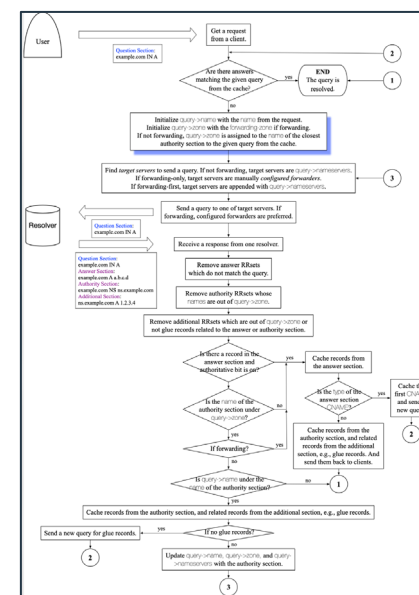 User
Question Section:
example.com IN A
Get a request
from a client.
2
Are there answers
matching the given query
from the cache?
yes
END
The query is
resolved.
1
no
Initialize query->name with the name from the request.
Initialize query->zone with the forwarding-zone if forwarding.
If not forwarding, query->zone is assigned to the name of the closest
authority section to the given query from the cache.
Find target servers to send a query. If not forwarding, target servers are query->nameservers.
If forwarding-only, target servers are manually configured forwarders.
If forwarding-first, target servers are appended with query->nameservers.
3
Send a query to one of target servers. If
forwarding, configured forwarders are preferred.
Resolver
Question Section:
example.com IN A
Receive a response from one resolver.
Question Section:
example.com IN A
Answer Section:
example.com A a.b.c.d
Authority Section:
example.com NS ns.example.com
Additional Section:
ns.example.com A 1.2.3.4
Remove answer RRsets
which do not match the query.
Remove authority RRsets whose
names are out of query->zone.
Remove additional RRsets which are out of query->zone or
not glue records related to the answer or authority section.
Is there a record in the
answer section and
authoritative bit is on?
yes
Cache records from
the answer section.
no
Is the name of the
authority section under
query->zone?
no
Is the type of the
answer section
CNAME?
yes
Cache the
first CNAME
and send
new query
2
yes
no
If forwarding?
yes
Cache records from the
authority section, and related
records from the additional
section, e.g., glue records. And
send them back to clients.
no
Is query->name under the
name of the authority section?
no
1
yes
Cache records from the authority section, and related records from the additional section, e.g., glue records.
Send a new query for glue records.
yes
If no glue records?
2
no
Update query->name, query->zone, and query-
>nameservers with the authority section.
3